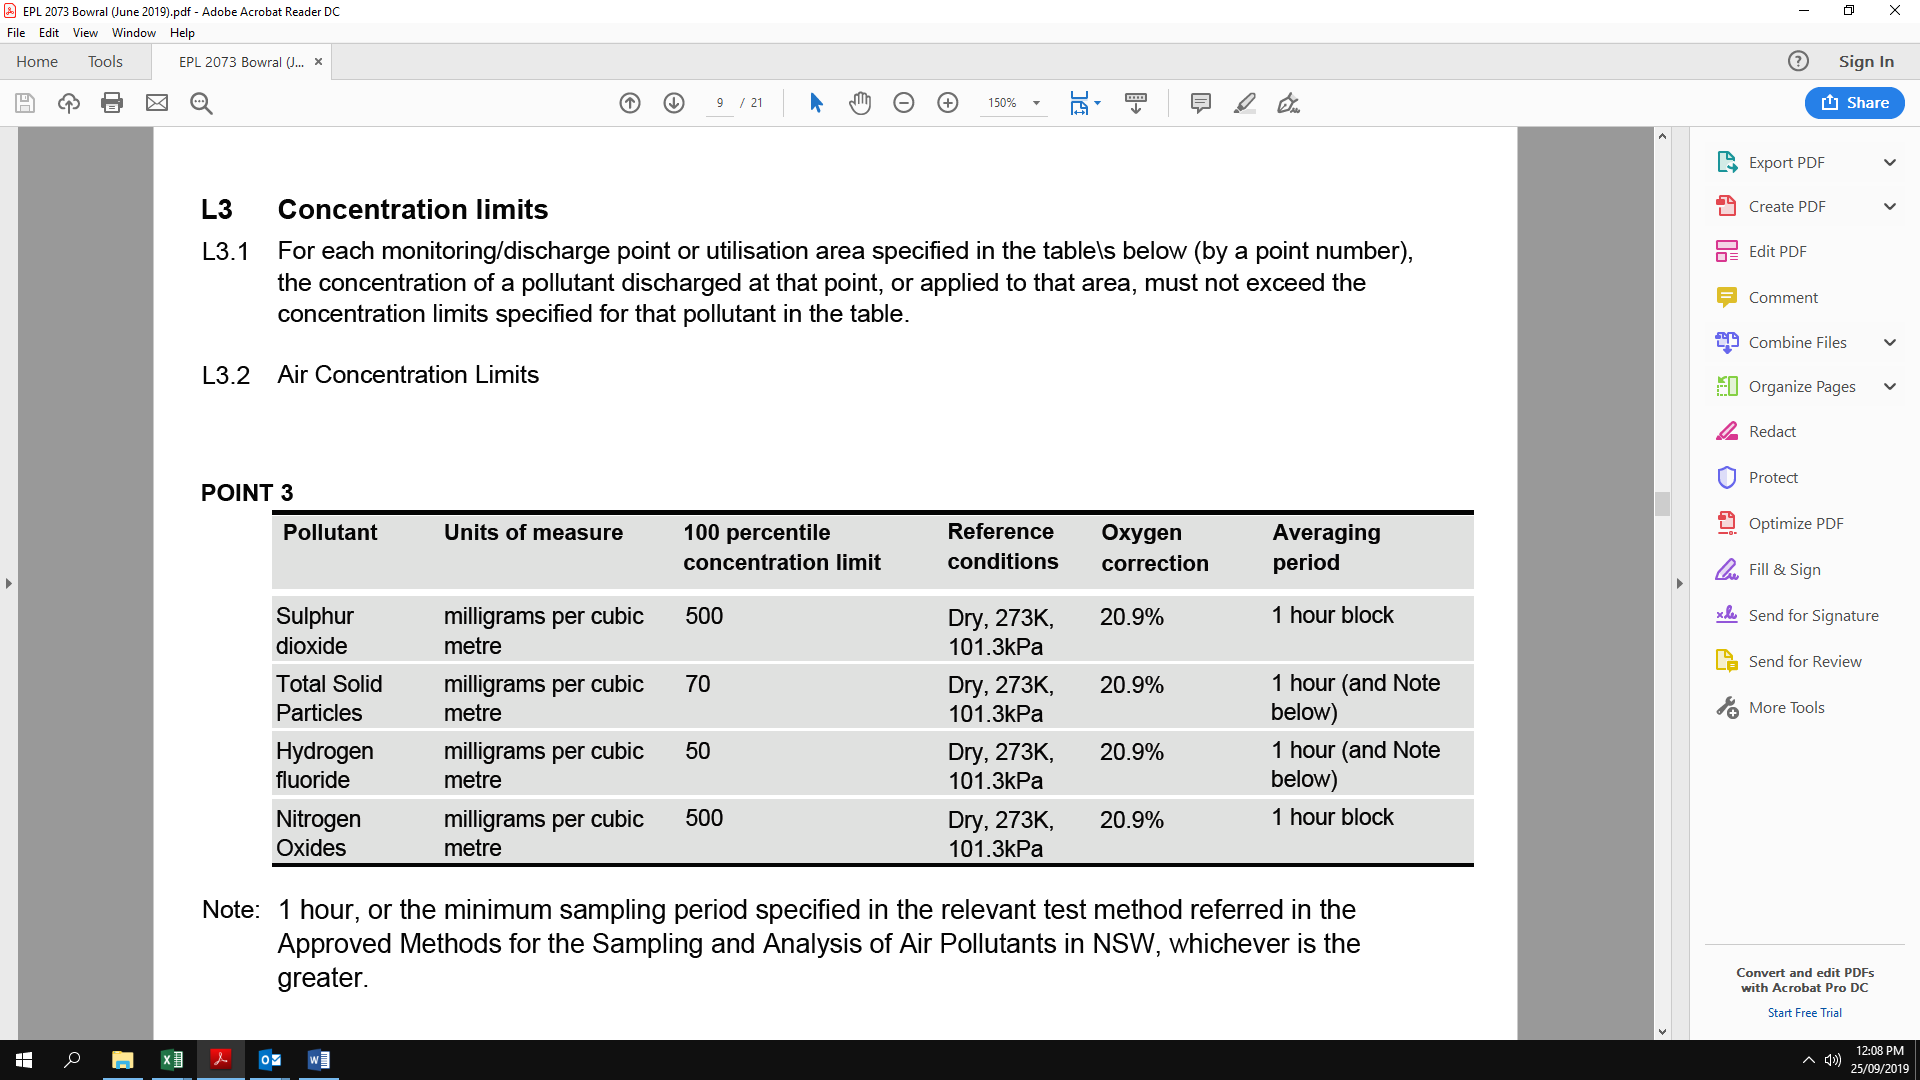 EPL 2073 Bowral (June 2019).pdf - Adobe Acrobat Reader DC
File Edit View Window Help
Home Tools EPL 2073 Bowral (J... × Sign In
9 / 21 150% Share
L3 Concentration limits
L3.1 For each monitoring/discharge point or utilisation area specified in the table\s below (by a point number),
the concentration of a pollutant discharged at that point, or applied to that area, must not exceed the
concentration limits specified for that pollutant in the table.
L3.2 Air Concentration Limits
POINT 3
Pollutant Units of measure 100 percentile Reference Oxygen Averaging
concentration limit conditions correction period
Sulphur milligrams per cubic 500 Dry, 273K, 20.9% 1 hour block
dioxide metre 101.3kPa
Total Solid milligrams per cubic 70 Dry, 273K, 20.9% 1 hour (and Note
Particles metre 101.3kPa below)
Hydrogen milligrams per cubic 50 Dry, 273K, 20.9% 1 hour (and Note
fluoride metre 101.3kPa below)
Nitrogen milligrams per cubic 500 Dry, 273K, 20.9% 1 hour block
Oxides metre 101.3kPa
Note: 1 hour, or the minimum sampling period specified in the relevant test method referred in the
Approved Methods for the Sampling and Analysis of Air Pollutants in NSW, whichever is the
greater.
Export PDF
Create PDF
Edit PDF
Comment
Combine Files
Organize Pages
Redact
Protect
Optimize PDF
Fill & Sign
Send for Signature
Send for Review
More Tools
Convert and edit PDFs
with Acrobat Pro DC
Start Free Trial
12:08 PM
25/09/2019